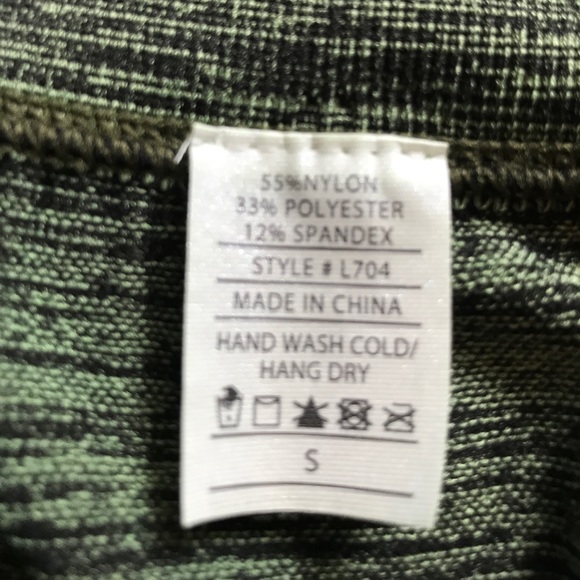 55%NYLON
33% POLYESTER
12% SPANDEX
STYLE # L704
MADE IN CHINA
HAND WASH COLD/
HANG DRY
S